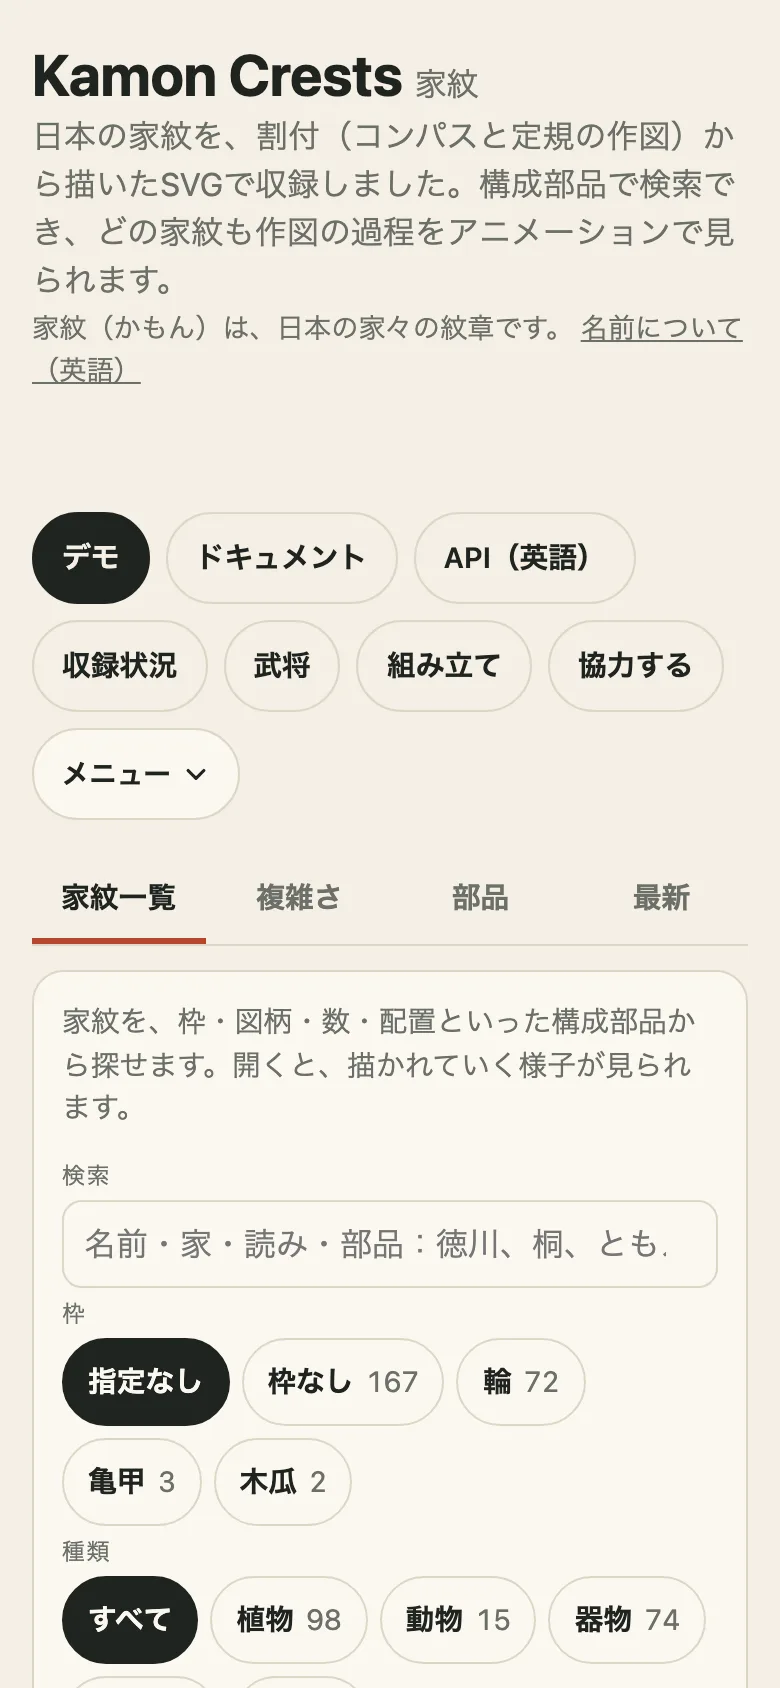 Kamon Crests 家紋
日本の家紋を、割付（コンパスと定規の作図）か
ら描いたSVGで収録しました。構成部品で検索で
き、どの家紋も作図の過程をアニメーションで見
られます。
家紋（かもん）は、日本の家々の紋章です。 名前について
（英語）
デモ ドキュメント API（英語）
収録状況 武将 組み立て 協力する
メニュー
家紋一覧 複雑さ 部品 最新
家紋を、枠・図柄・数・配置といった構成部品か
ら探せます。開くと、描かれていく様子が見られ
ます。
検索
名前・家・読み・部品：徳川、桐、とも.
枠
指定なし 枠なし 167 輪 72
亀甲 3 木瓜 2
種類
すべて 植物 98 動物 15 器物 74